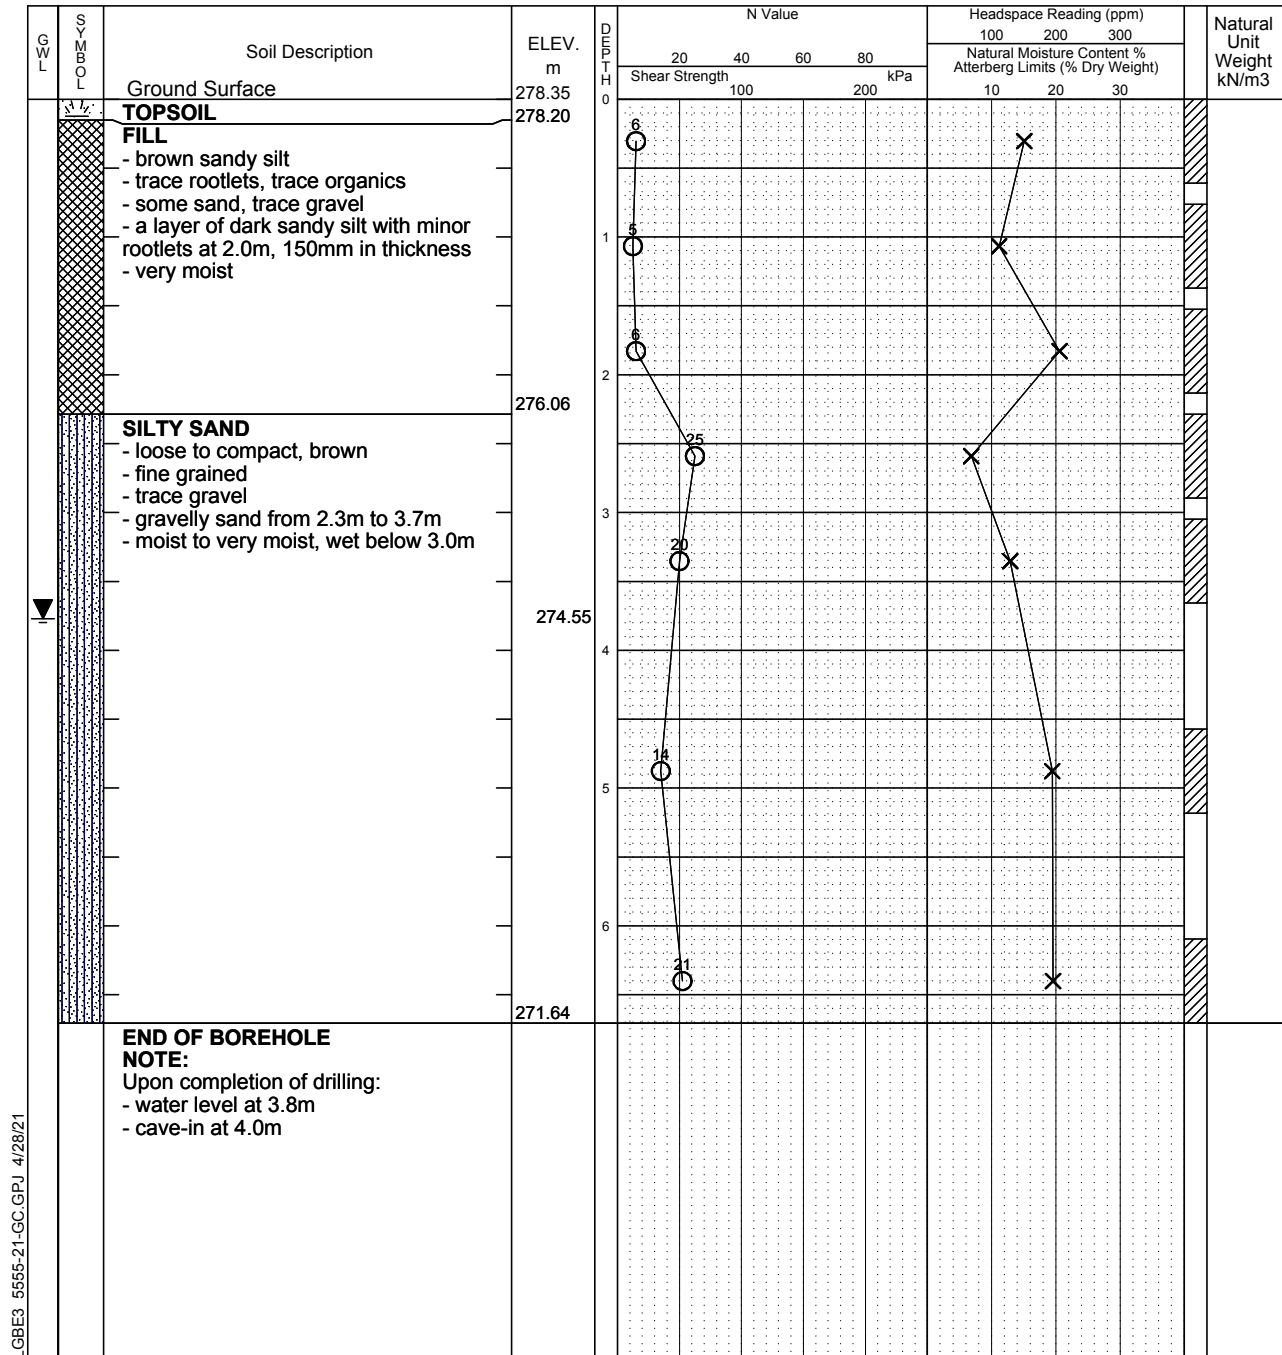 GWL
SYMBOL
Soil Description
Ground Surface
ELEV.
m
DEPTH
N Value
20 40 60 80
Shear Strength kPa
100 200
Headspace Reading (ppm)
100 200 300
Natural Moisture Content %
Atterberg Limits (% Dry Weight)
10 20 30
Natural
Unit
Weight
kN/m3
278.35
0
TOPSOIL
278.20
FILL
- brown sandy silt
- trace rootlets, trace organics
- some sand, trace gravel
- a layer of dark sandy silt with minor
rootlets at 2.0m, 150mm in thickness
- very moist
6
1
5
6
2
276.06
SILTY SAND
- loose to compact, brown
- fine grained
- trace gravel
- gravelly sand from 2.3m to 3.7m
- moist to very moist, wet below 3.0m
25
3
20
274.55
4
14
5
6
21
271.64
END OF BOREHOLE
NOTE:
Upon completion of drilling:
- water level at 3.8m
- cave-in at 4.0m
LGBE3 5555-21-GC.GPJ 4/28/21